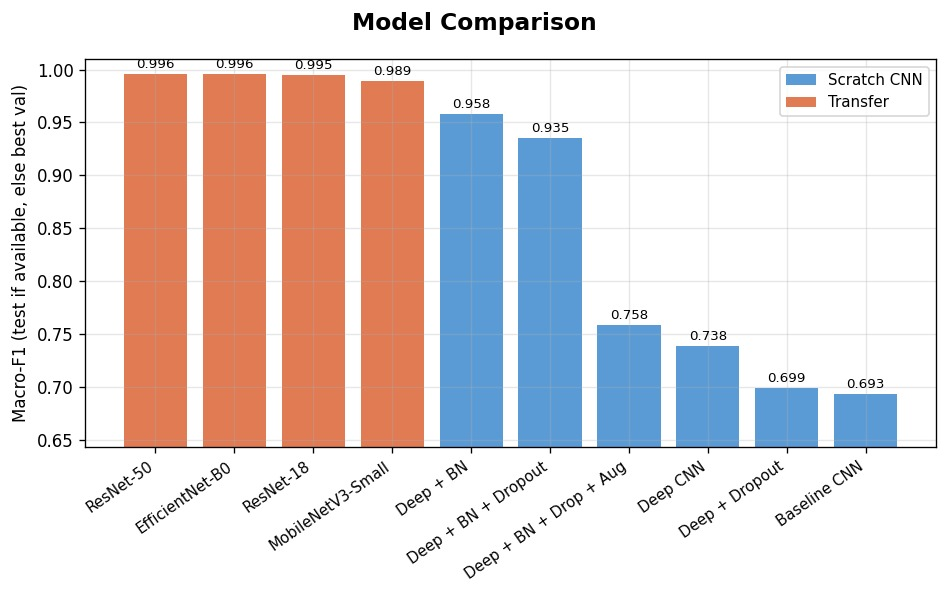 Model Comparison
Macro-F1 (test if available, else best val)
1.00
0.95
0.90
0.85
0.80
0.75
0.70
0.65
0.996
0.996
0.995
0.989
0.958
0.935
0.758
0.738
0.699
0.693
Scratch CNN
Transfer
ResNet-50
EfficientNet-B0
ResNet-18
MobileNetV3-Small
Deep + BN
Deep + BN + Dropout
Deep + BN + Drop + Aug
Deep CNN
Deep + Dropout
Baseline CNN